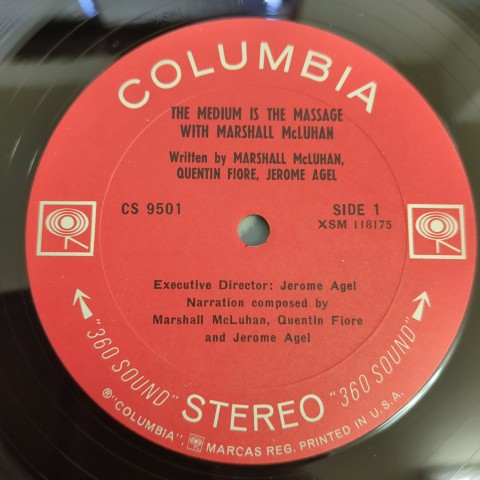 COLUMBIA
THE MEDIUM IS THE MASSAGE
WITH MARSHALL McLUHAN
Written by MARSHALL McLUHAN,
QUENTIN FIORE, JEROME AGEL
CS 9501
SIDE 1
XSM 118175
Executive Director: Jerome Agel
Narration composed by
Marshall McLuhan, Quentin Fiore
and Jerome Agel
"360 SOUND" STEREO "360 SOUND"
® "COLUMBIA", MARCAS REG. PRINTED IN U.S.A.